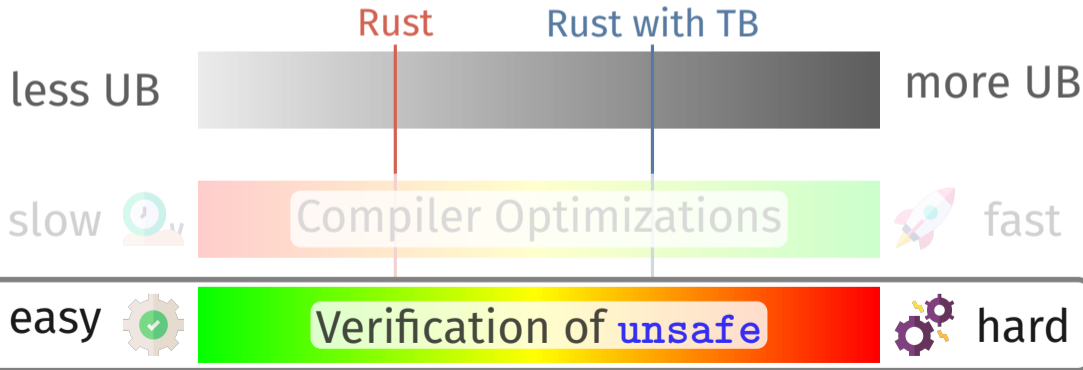 Rust Rust with TB
less UB more UB
slow Compiler Optimizations fast
easy Verification of unsafe hard